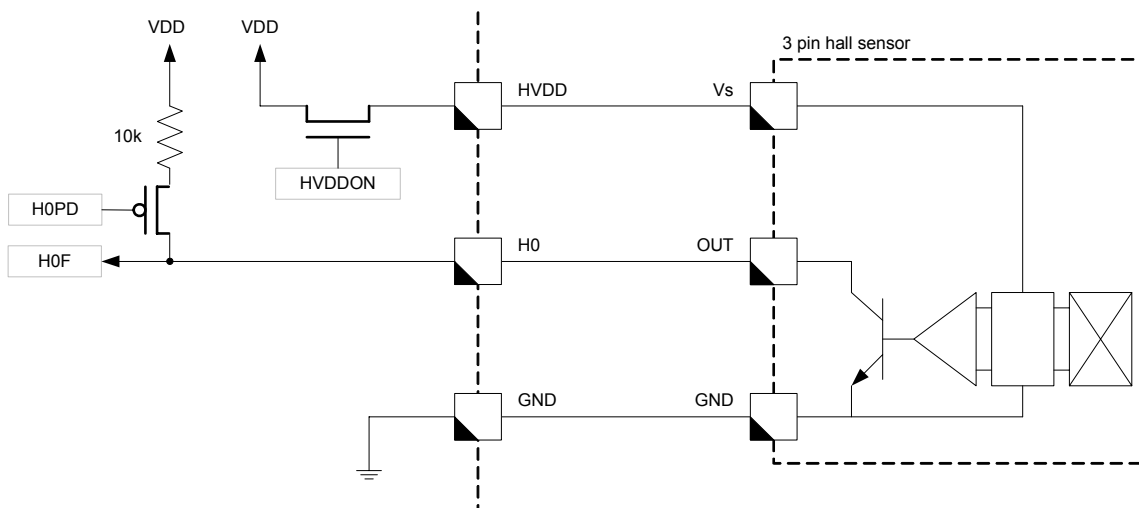 VDD
VDD
3 pin hall sensor
HVDD
Vs
10k
HVDDON
H0PD
H0
OUT
H0F
GND
GND